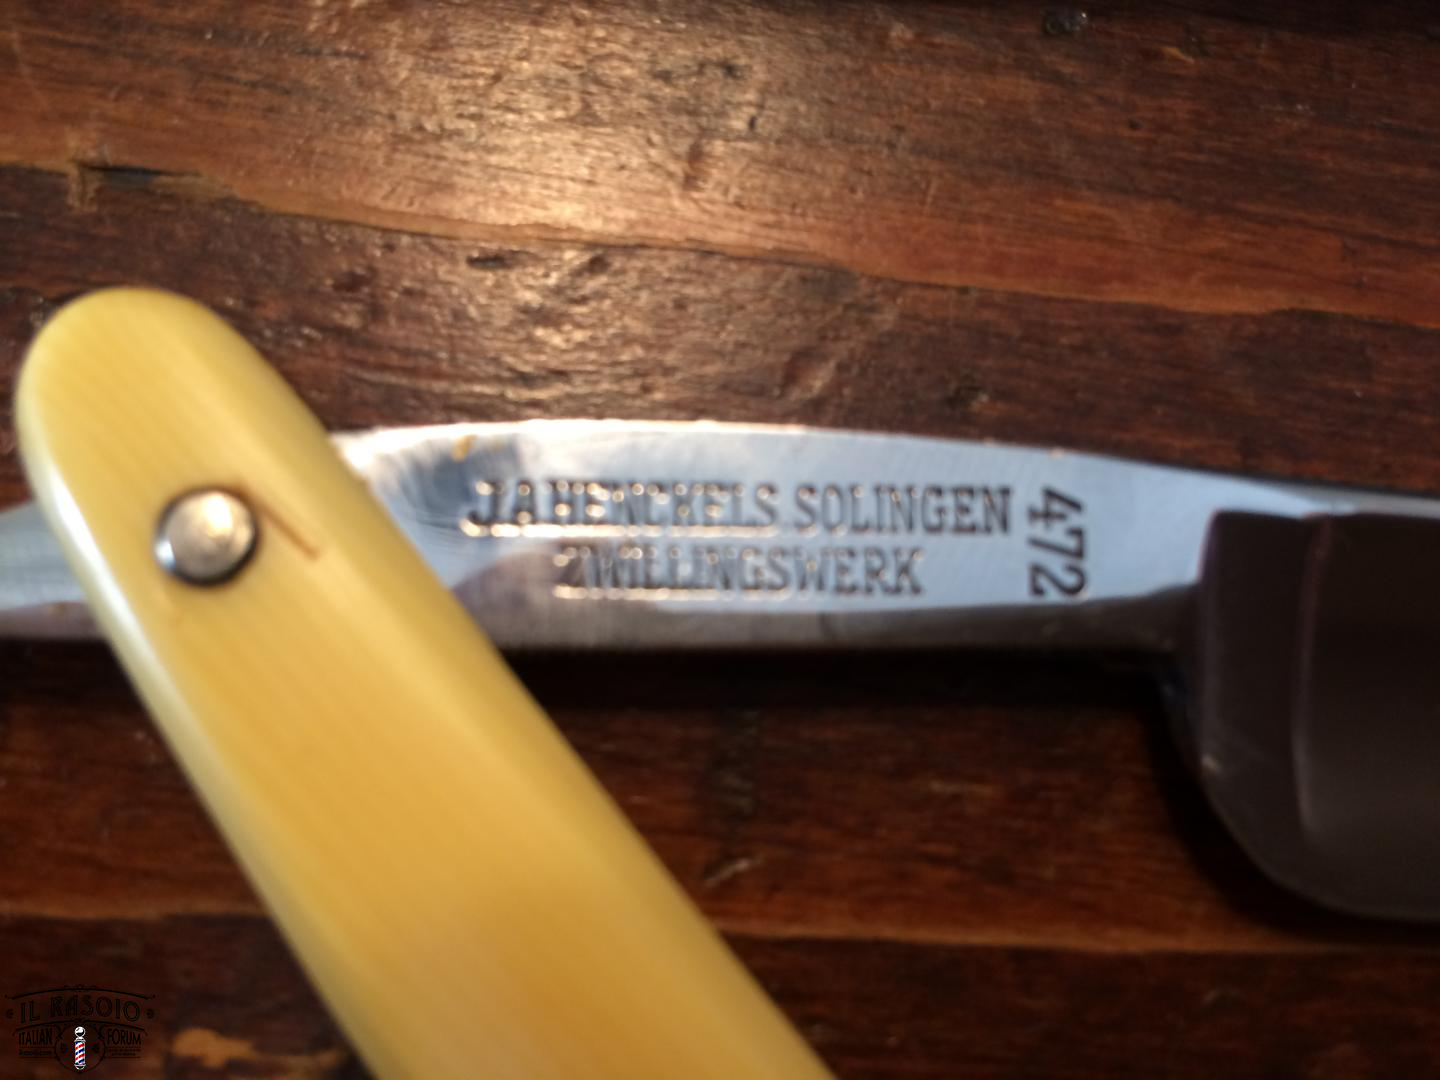 J.A HENCKELS SOLINGEN
ZWILLINGSWERK
472
IL RASOIO
ITALIAN FORUM